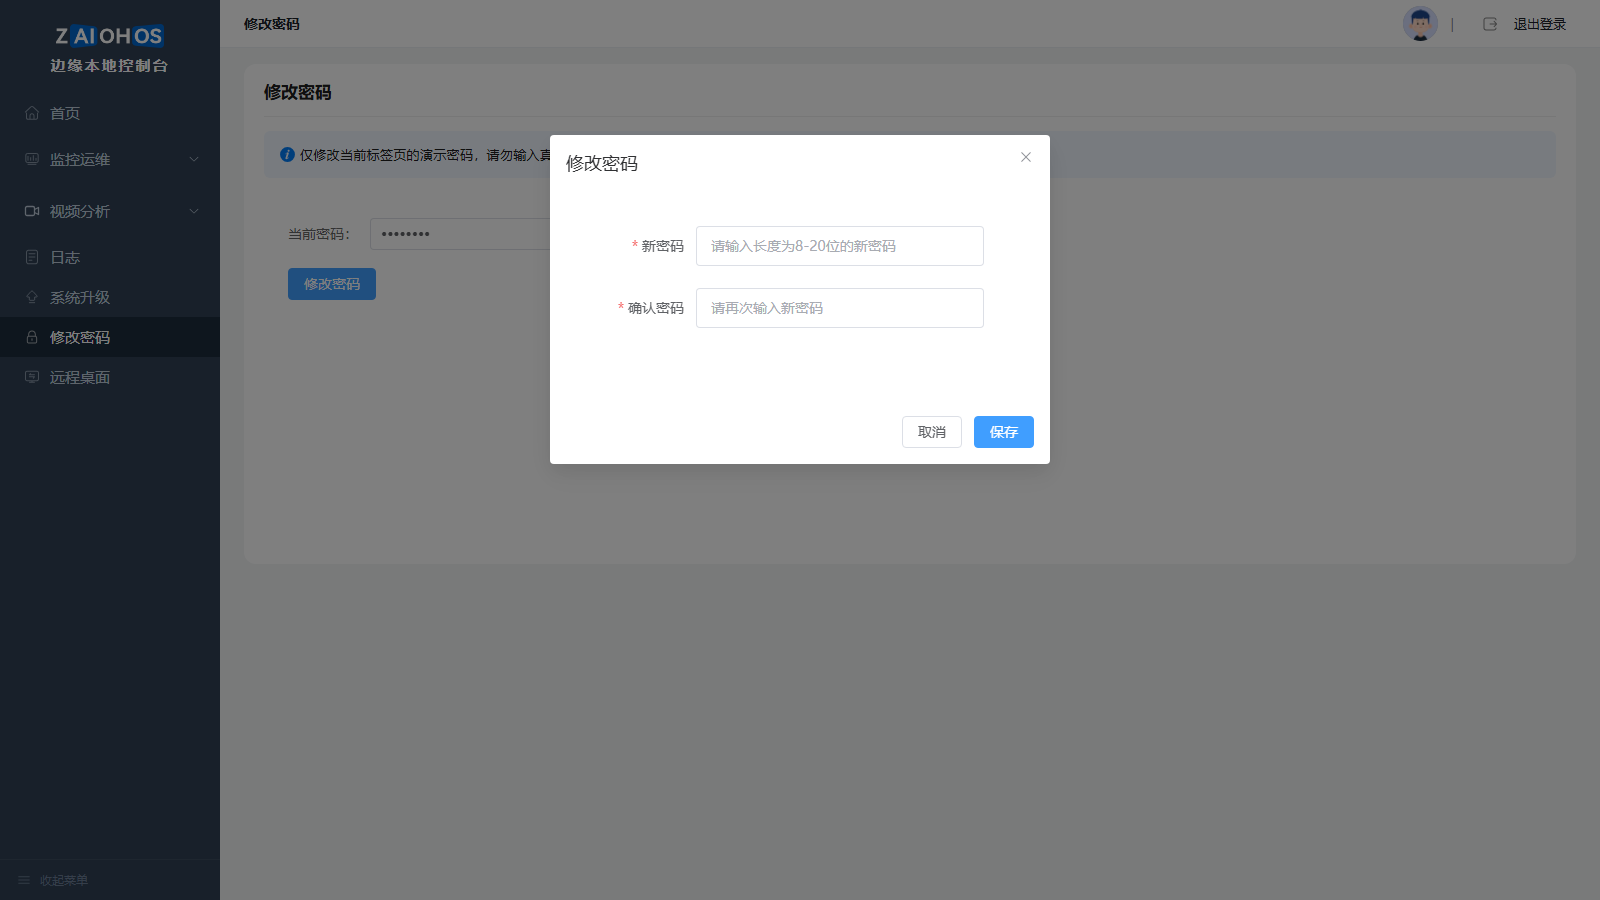 ZAIOHOS
边缘本地控制台
首页
监控运维
视频分析
日志
系统升级
修改密码
远程桌面
收起菜单
修改密码
退出登录
修改密码
仅修改当前标签页的演示密码，请勿输入真
当前密码：
修改密码
修改密码
* 新密码
请输入长度为8-20位的新密码
* 确认密码
请再次输入新密码
取消
保存